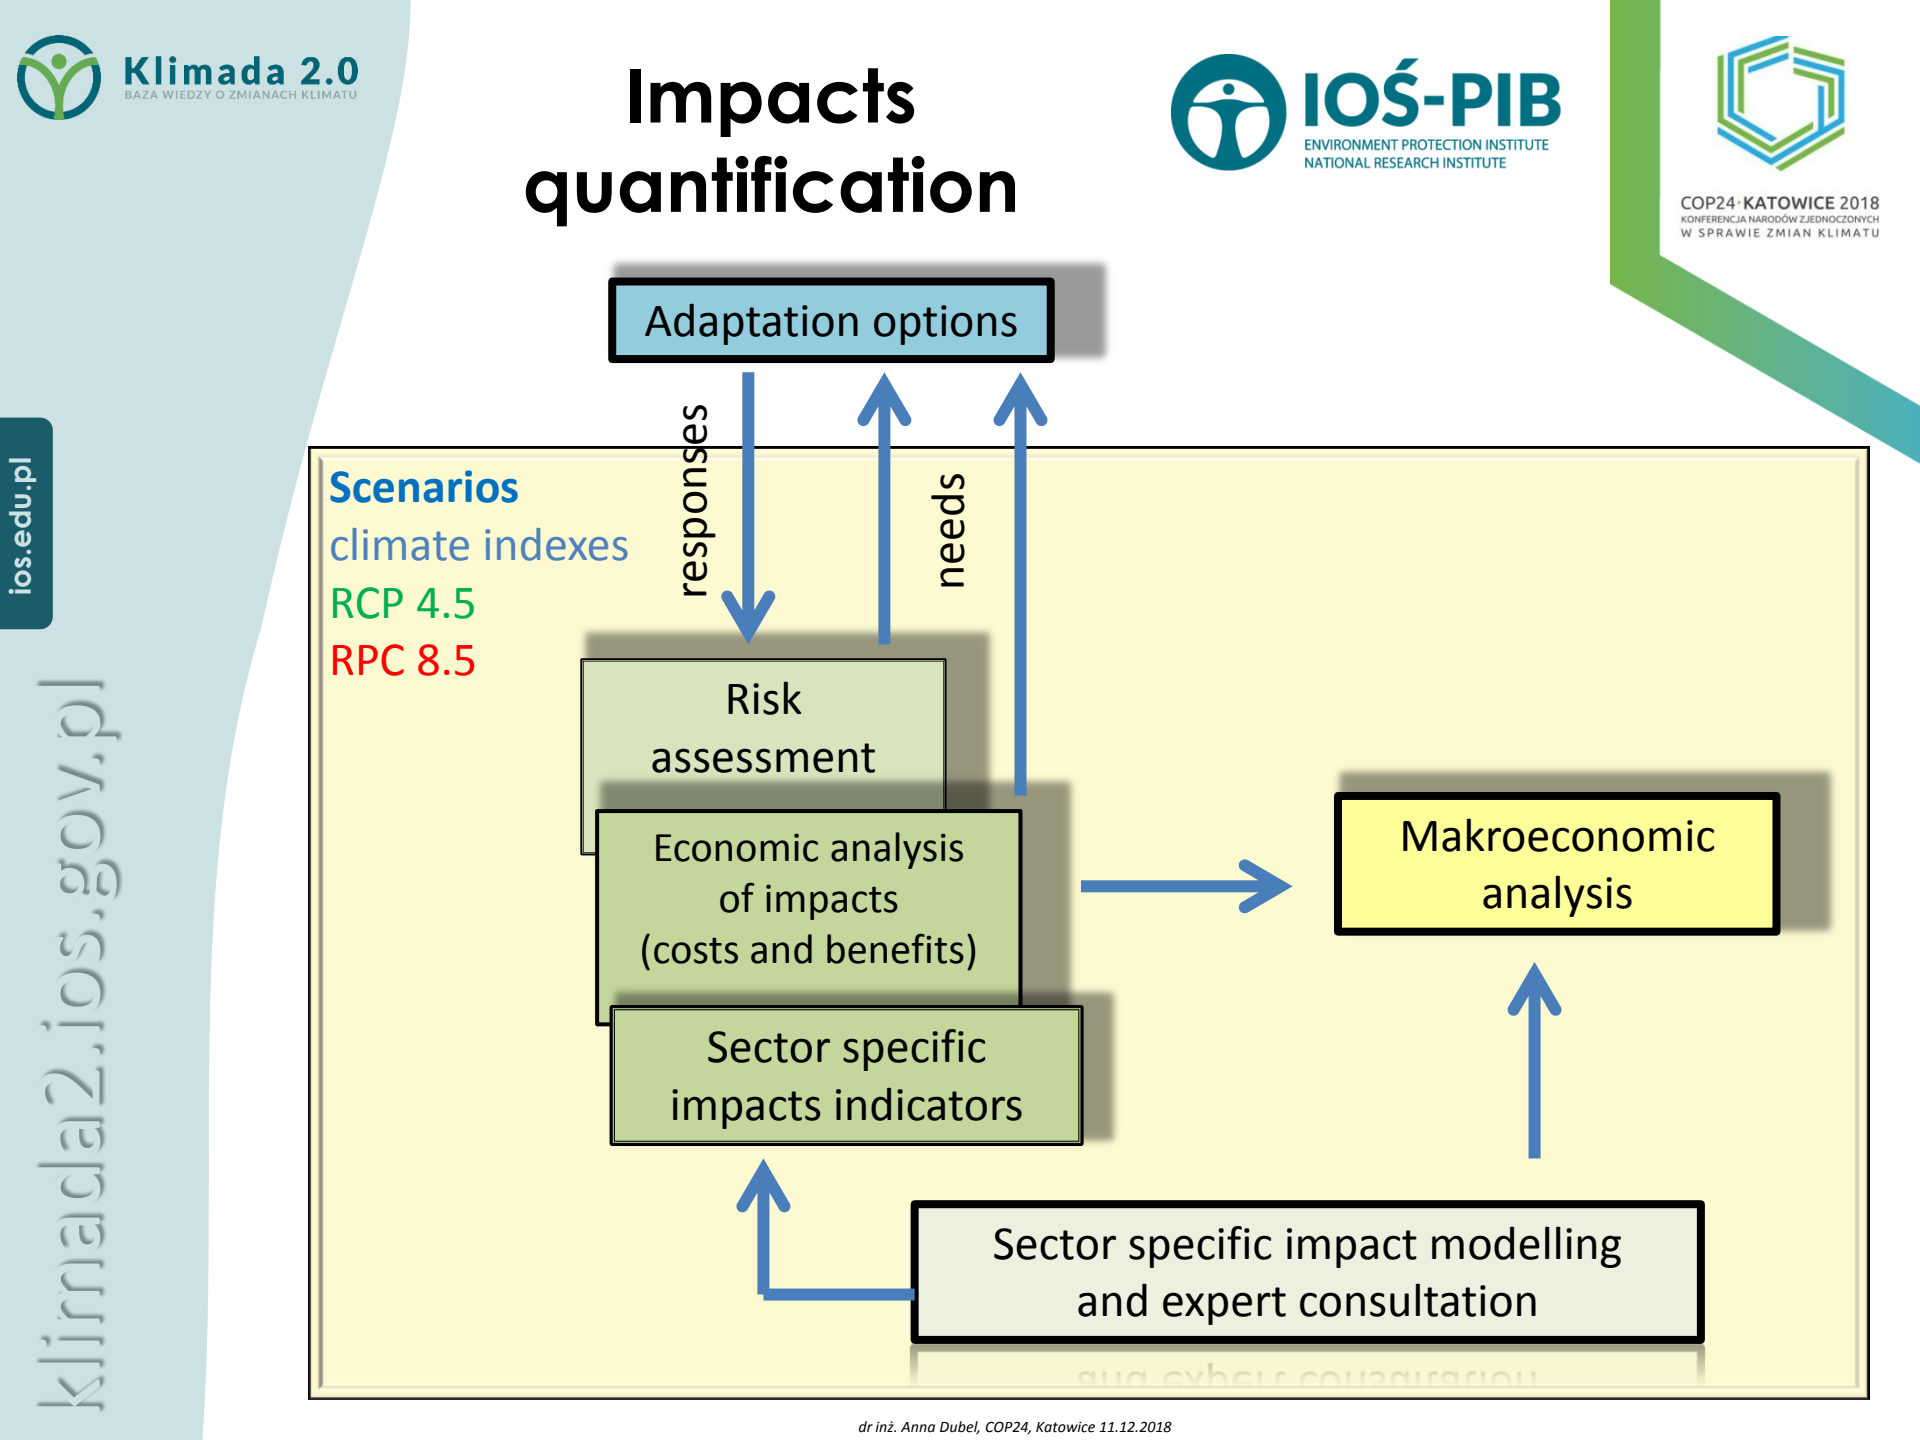 Klimada 2.0
BAZA WIEDZY O ZMIANACH KLIMATU
Impacts
quantification
IOŚ-PIB
ENVIRONMENT PROTECTION INSTITUTE
NATIONAL RESEARCH INSTITUTE
COP24·KATOWICE 2018
KONFERENCJA NARODÓW ZJEDNOCZONYCH
W SPRAWIE ZMIAN KLIMATU
ios.edu.pl
klimada2.ios.gov.pl
Adaptation options
responses
needs
Scenarios
climate indexes
RCP 4.5
RPC 8.5
Risk
assessment
Economic analysis
of impacts
(costs and benefits)
Sector specific
impacts indicators
Makroeconomic
analysis
Sector specific impact modelling
and expert consultation
dr inż. Anna Dubel, COP24, Katowice 11.12.2018